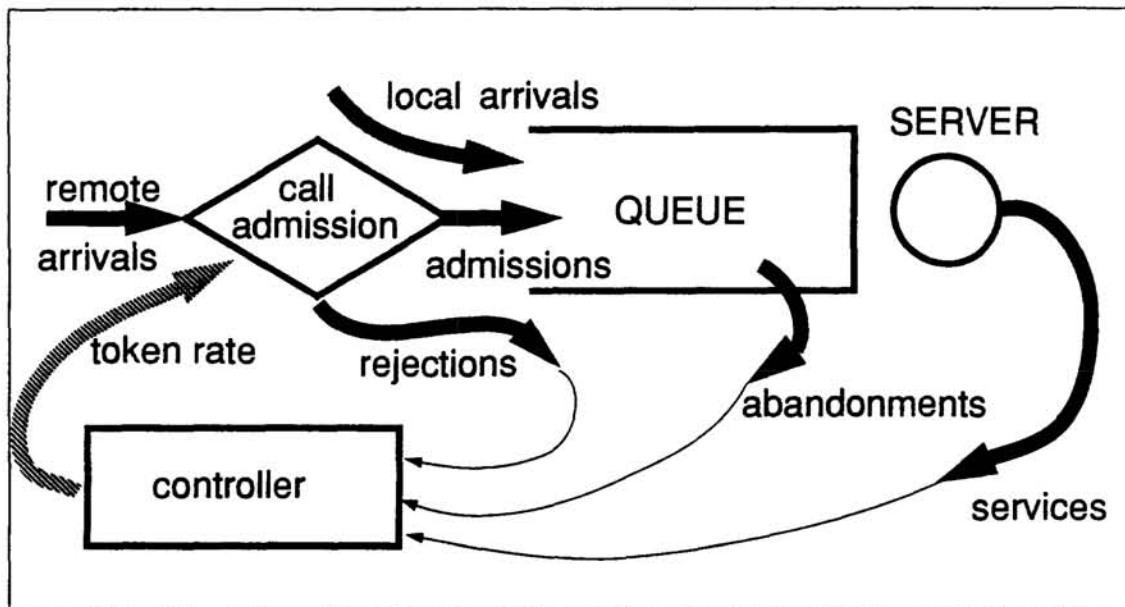 local arrivals
SERVER
remote
arrivals
call
admission
QUEUE
admissions
token rate
rejections
abandonments
controller
services